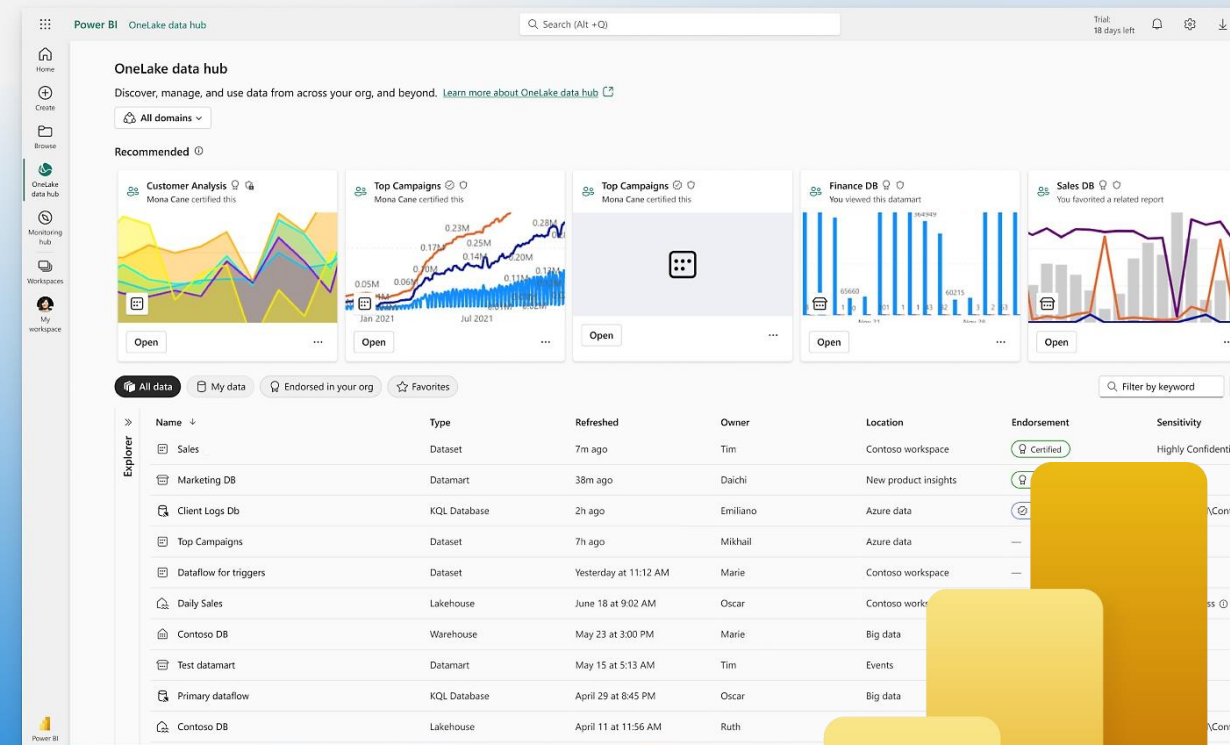 Power BI OneLake data hub
Search (Alt +Q)
Trial:
18 days left
Home
Create
Browse
OneLake
data hub
Monitoring
hub
Workspaces
My
workspace
Power BI
OneLake data hub
Discover, manage, and use data from across your org, and beyond. Learn more about OneLake data hub
All domains
Recommended
Customer Analysis
Mona Cane certified this
Open
Top Campaigns
Mona Cane certified this
0.28M
0.23M
0.25M
0.17M
0.14M
0.20M
0.10M
0.05M
Jan 2021 Jul 2021
Open
Top Campaigns
Mona Cane certified this
Open
Finance DB
You viewed this datamart
364949
65660
60215
Open
Sales DB
You favorited a related report
Open
All data My data Endorsed in your org Favorites
Filter by keyword
Explorer
Name Type Refreshed Owner Location Endorsement Sensitivity
Sales Dataset 7m ago Tim Contoso workspace Certified Highly Confidenti
Marketing DB Datamart 38m ago Daichi New product insights
Client Logs Db KQL Database 2h ago Emiliano Azure data \Cont
Top Campaigns Dataset 7h ago Mikhail Azure data —
Dataflow for triggers Dataset Yesterday at 11:12 AM Marie Contoso workspace —
Daily Sales Lakehouse June 18 at 9:02 AM Oscar Contoso works ss
Contoso DB Warehouse May 23 at 3:00 PM Marie Big data
Test datamart Datamart May 15 at 5:13 AM Tim Events
Primary dataflow KQL Database April 29 at 8:45 PM Oscar Big data
Contoso DB Lakehouse April 11 at 11:56 AM Ruth \Cont